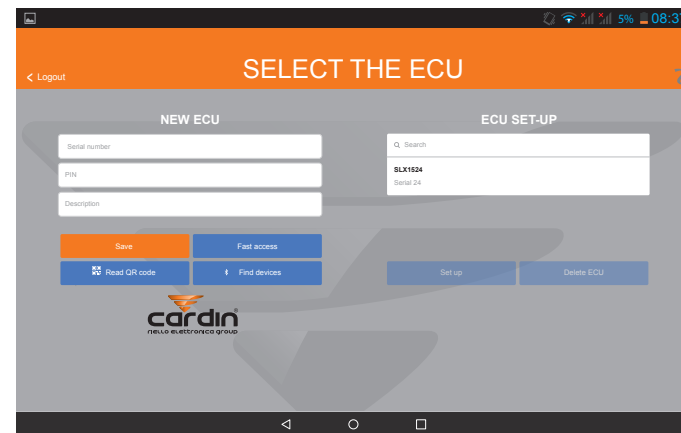 5% 08:37
< Logout
SELECT THE ECU
NEW ECU
Serial number
PIN
Description
Save
Fast access
Read QR code
Find devices
cardin
nello elettronica group
ECU SET-UP
Search
SLX1524
Serial 24
Set up
Delete ECU